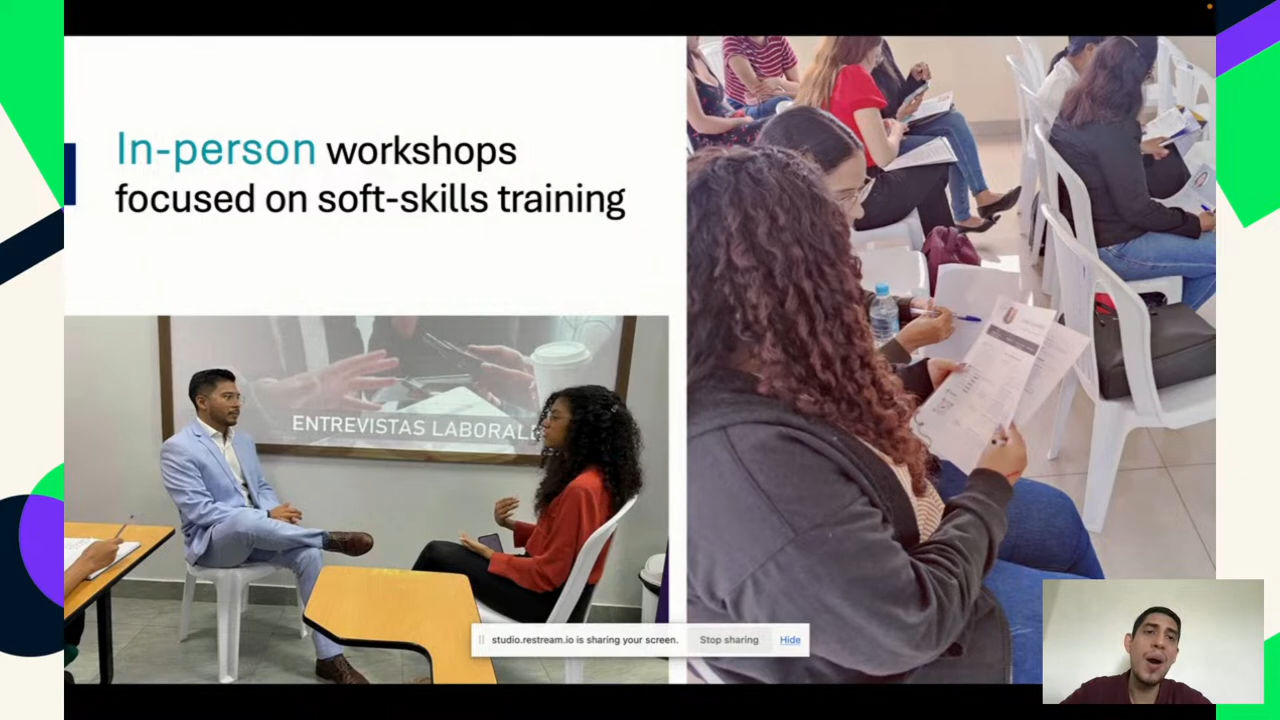 In-person workshops
focused on soft-skills training
ENTREVISTAS LABORALE
studio.restream.io is sharing your screen.
Stop sharing
Hide